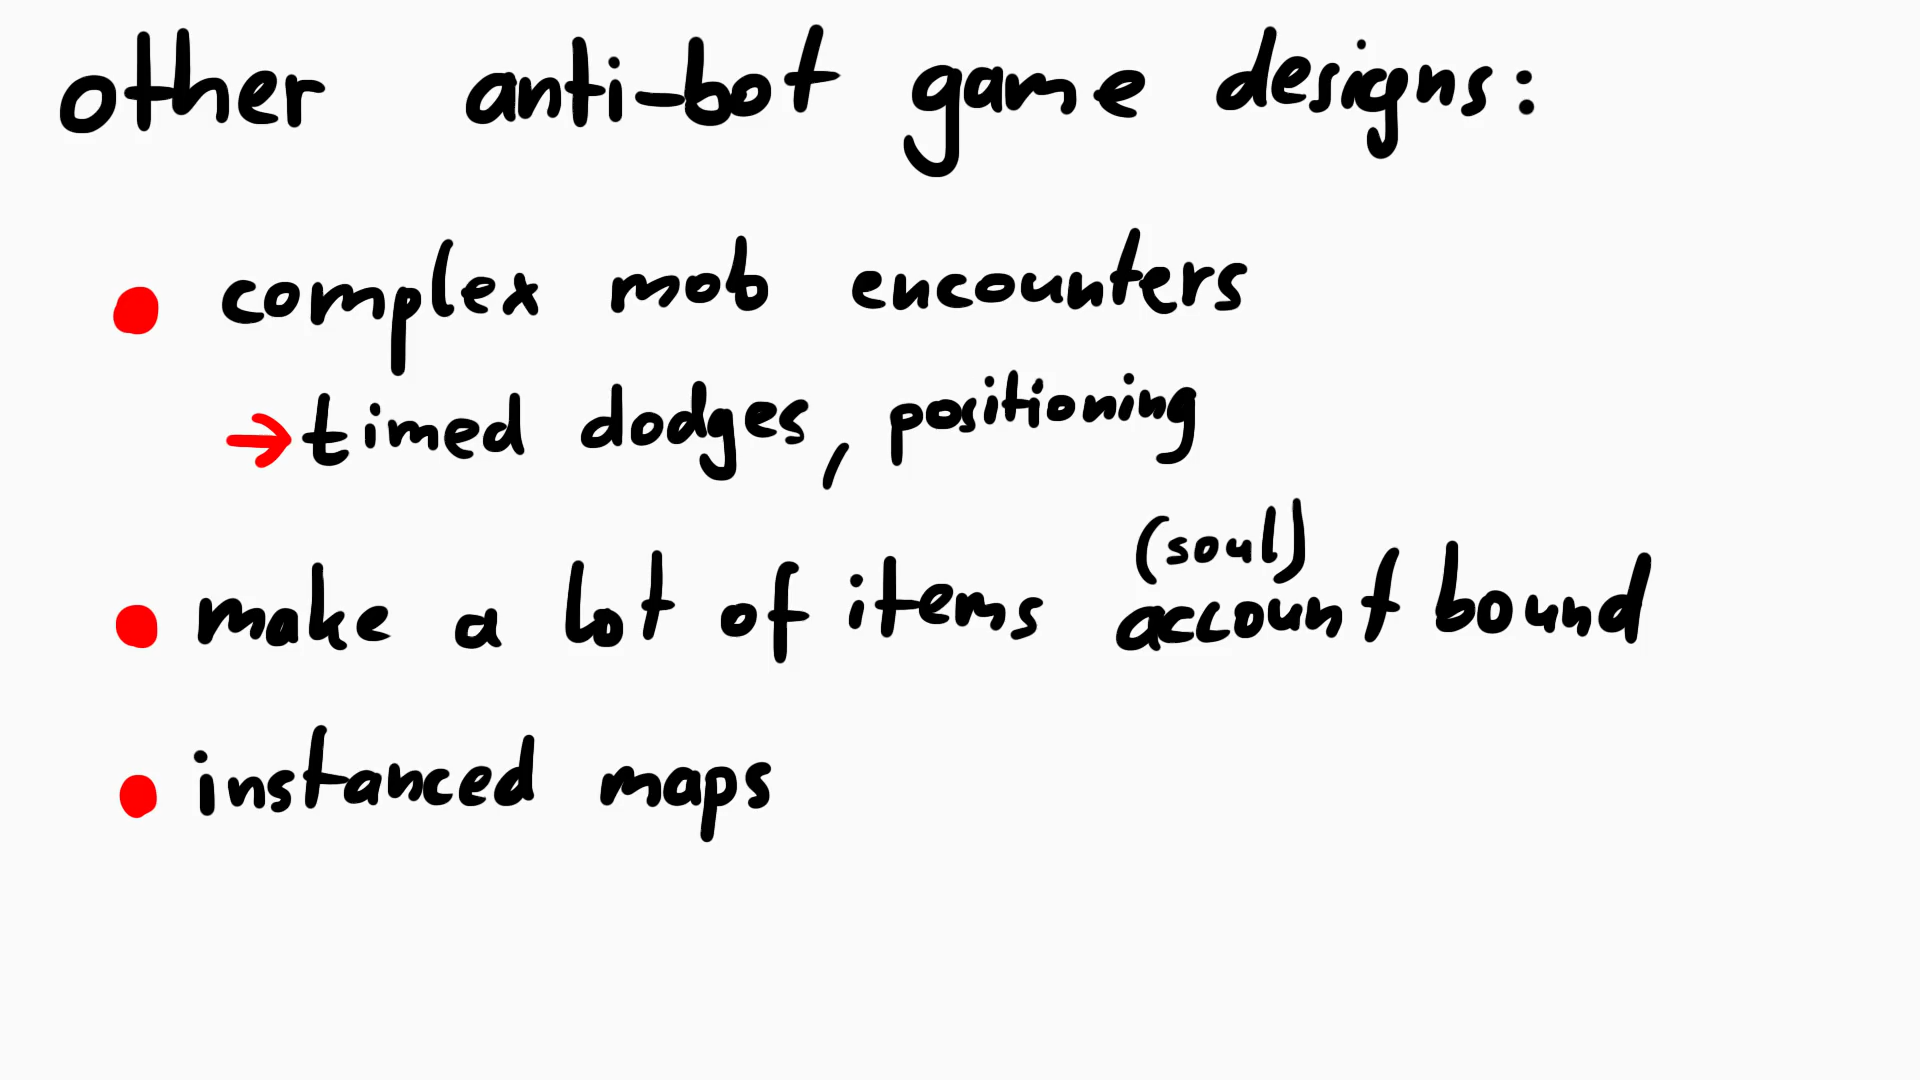 other anti-bot game designs:
complex mob encounters
→ timed dodges, positioning
(soul)
make a lot of items account bound
instanced maps